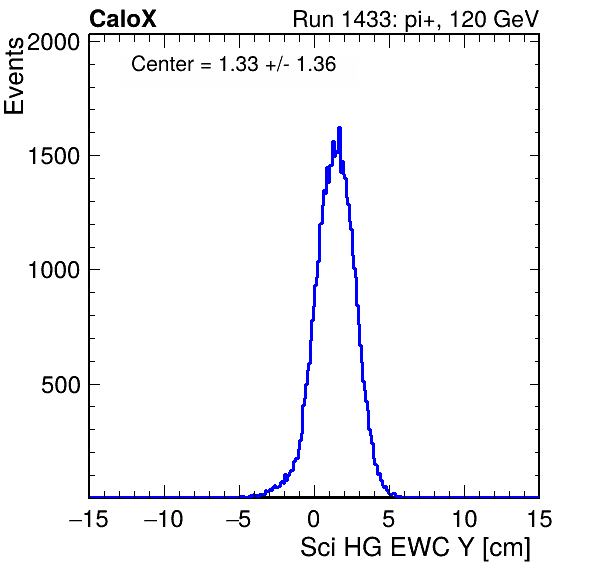 CaloX Run 1433: pi+, 120 GeV
Events
2000
Center = 1.33 +/- 1.36
1500
1000
500
−15 −10 −5 0 5 10 15
Sci HG EWC Y [cm]